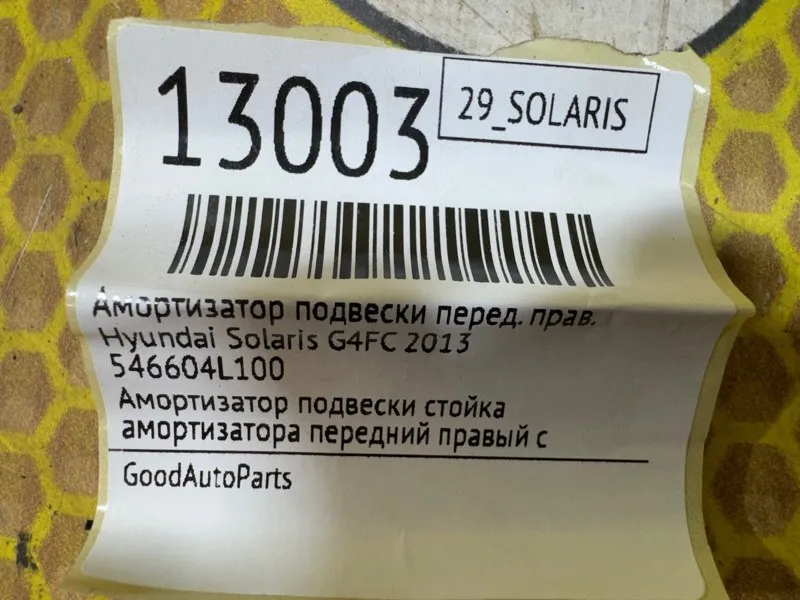 13003
29_SOLARIS
Амортизатор подвески перед. прав.
Hyundai Solaris G4FC 2013
546604L100
Амортизатор подвески стойка
амортизатора передний правый с
GoodAutoParts